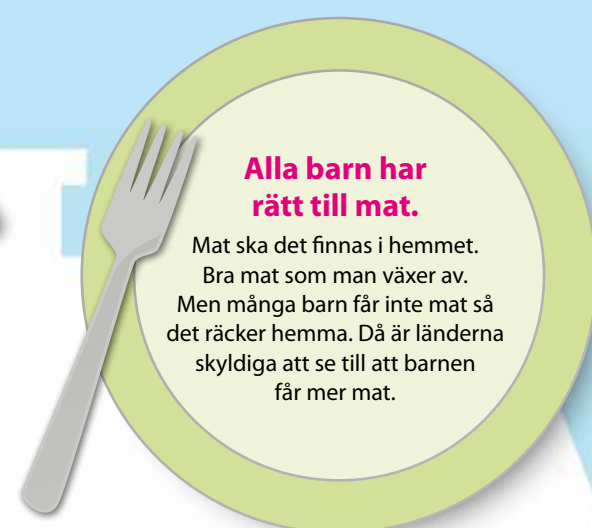 Alla barn har
rätt till mat.
Mat ska det finnas i hemmet.
Bra mat som man växer av.
Men många barn får inte mat så
det räcker hemma. Då är länderna
skyldiga att se till att barnen
får mer mat.